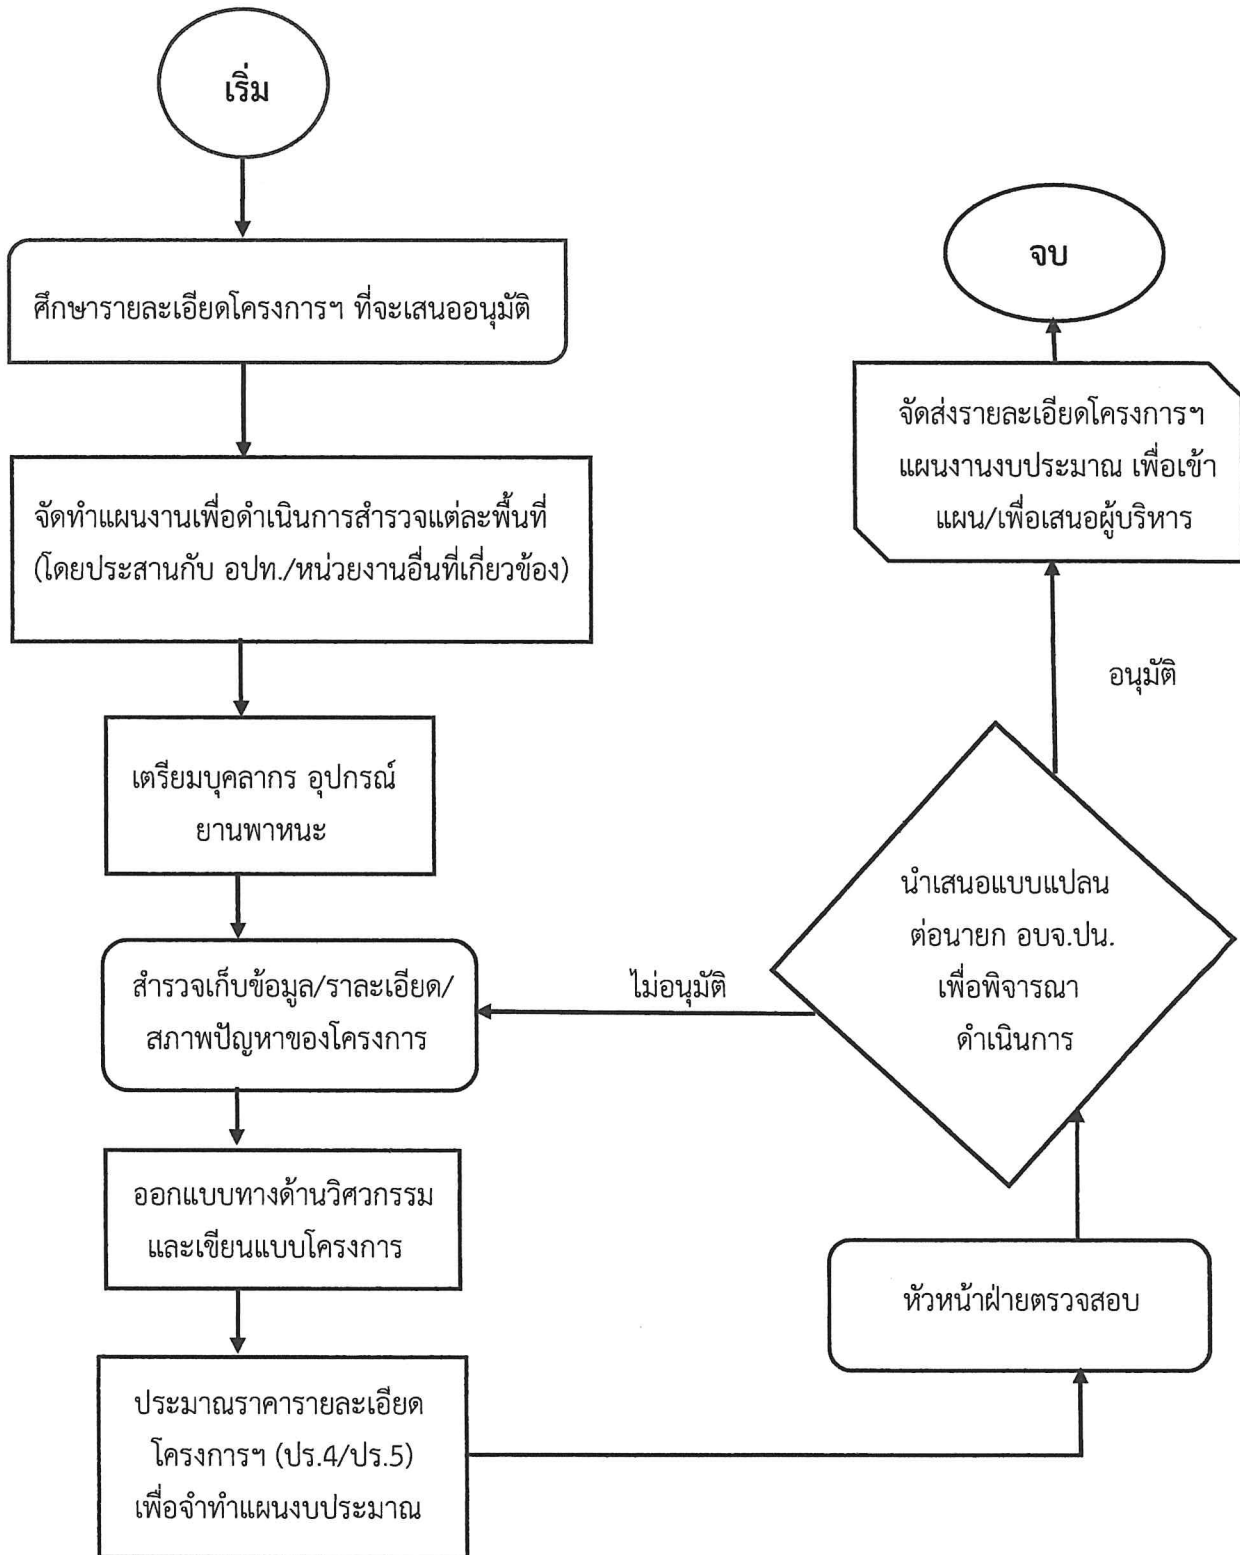 เริ่ม
ศึกษารายละเอียดโครงการฯ ที่จะเสนออนุมัติ
จัดทำแผนงานเพื่อดำเนินการสำรวจแต่ละพื้นที่
(โดยประสานกับ อปท./หน่วยงานอื่นที่เกี่ยวข้อง)
เตรียมบุคลากร อุปกรณ์
ยานพาหนะ
สำรวจเก็บข้อมูล/ราละเอียด/
สภาพปัญหาของโครงการ
ออกแบบทางด้านวิศวกรรม
และเขียนแบบโครงการ
ประมาณราคารายละเอียด
โครงการฯ (ปร.4/ปร.5)
เพื่อจำทำแผนงบประมาณ
หัวหน้าฝ่ายตรวจสอบ
นำเสนอแบบแปลน
ต่อนายก อบจ.ปน.
เพื่อพิจารณา
ดำเนินการ
ไม่อนุมัติ
อนุมัติ
จัดส่งรายละเอียดโครงการฯ
แผนงานงบประมาณ เพื่อเข้า
แผน/เพื่อเสนอผู้บริหาร
จบ